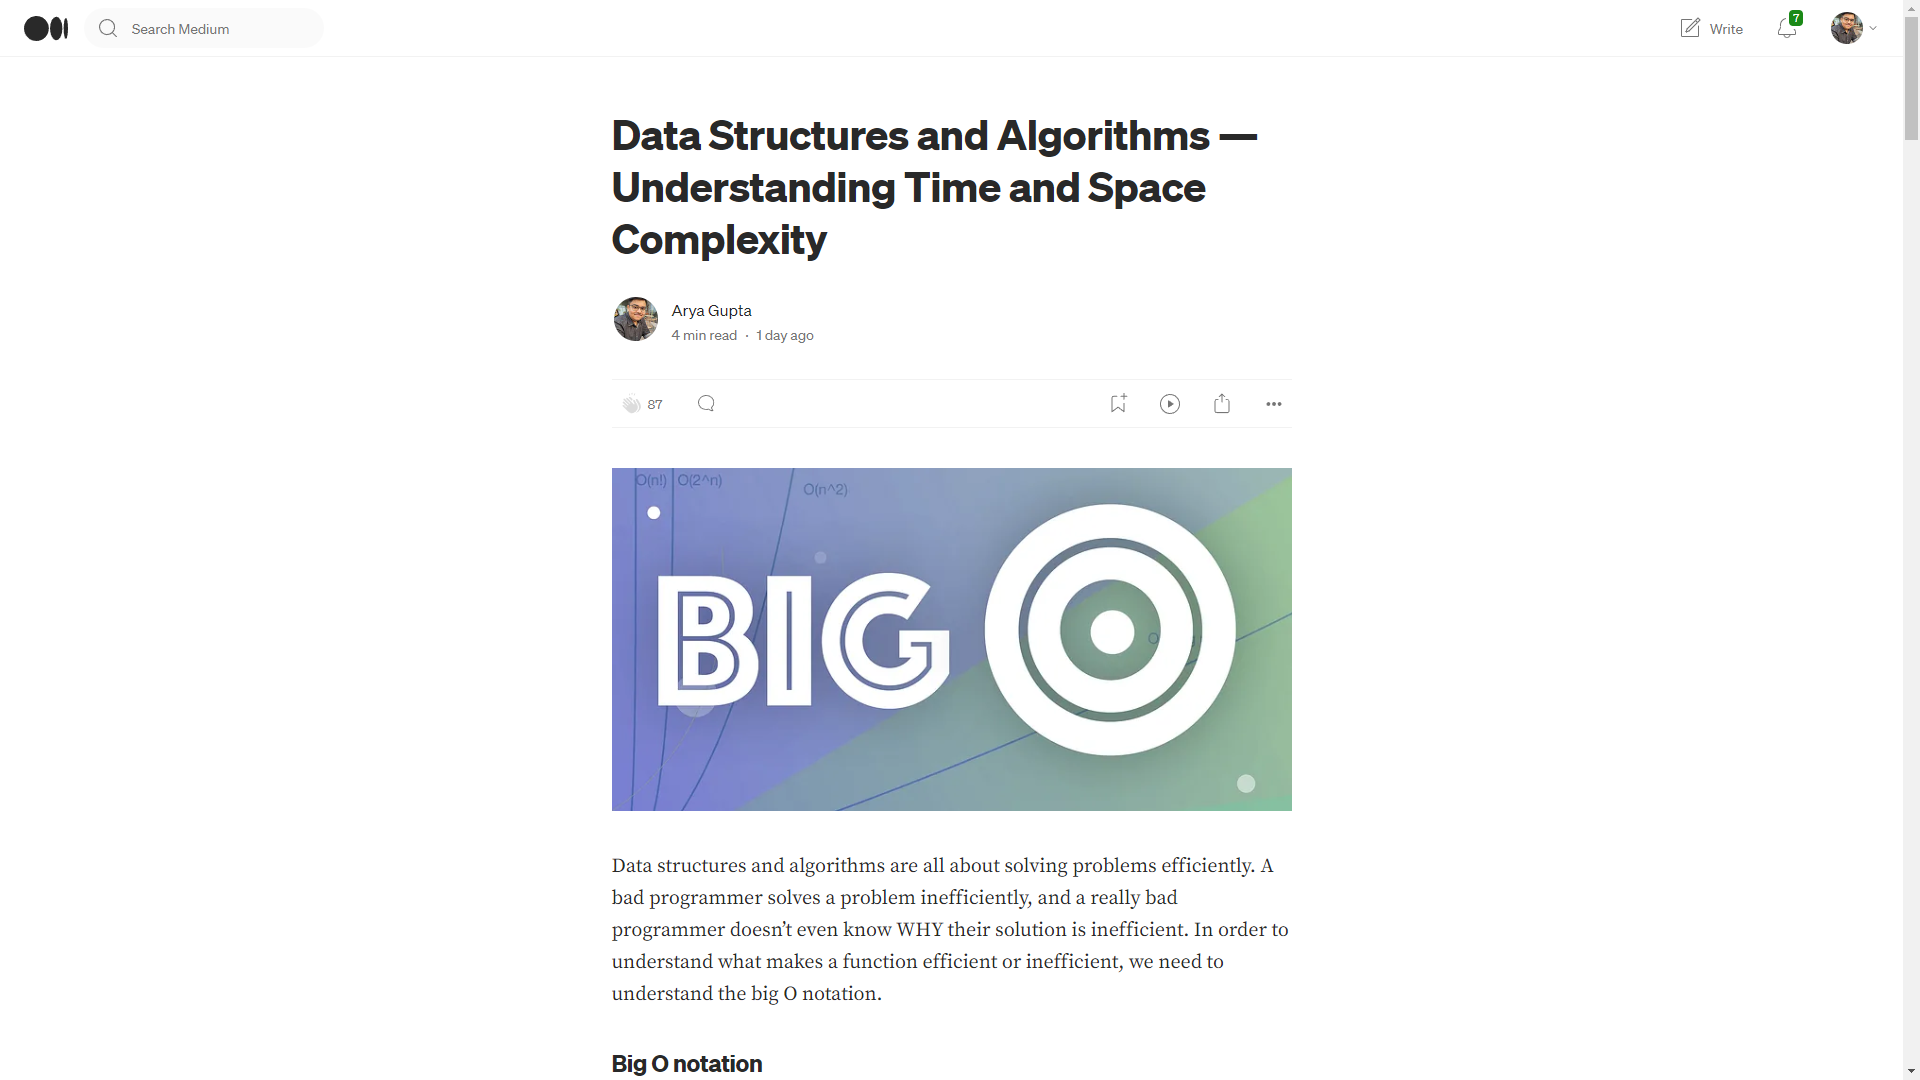 Search Medium
Write
7
Data Structures and Algorithms —
Understanding Time and Space
Complexity
Arya Gupta
4 min read · 1 day ago
87
O(n!) O(2^n)
O(n^2)
BIG O
Data structures and algorithms are all about solving problems efficiently. A
bad programmer solves a problem inefficiently, and a really bad
programmer doesn’t even know WHY their solution is inefficient. In order to
understand what makes a function efficient or inefficient, we need to
understand the big O notation.
Big O notation